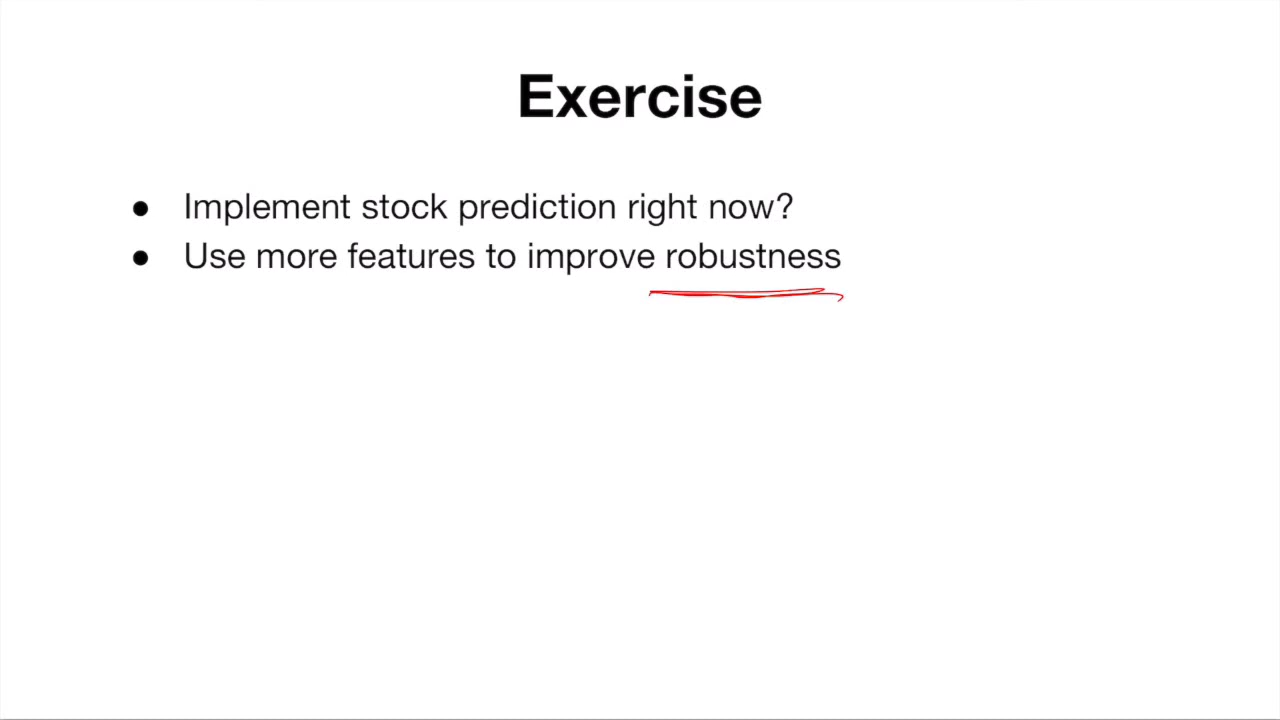 Exercise
● Implement stock prediction right now?
● Use more features to improve robustness